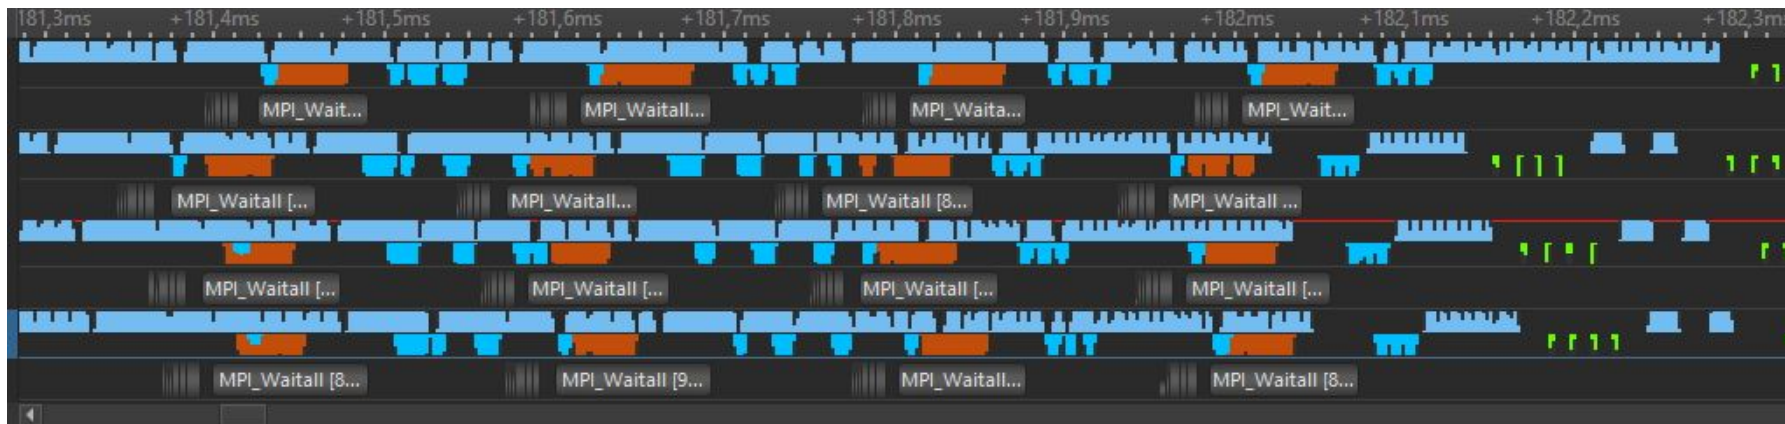 181,3ms +181,4ms +181,5ms +181,6ms +181,7ms +181,8ms +181,9ms +182ms +182,1ms +182,2ms +182,3m
MPI_Wait... MPI_Waitall... MPI_Waita... MPI_Wait...
MPI_Waitall [... MPI_Waitall... MPI_Waitall [8... MPI_Waitall ...
MPI_Waitall [... MPI_Waitall [... MPI_Waitall [... MPI_Waitall [...
MPI_Waitall [8... MPI_Waitall [9... MPI_Waitall... MPI_Waitall [8...